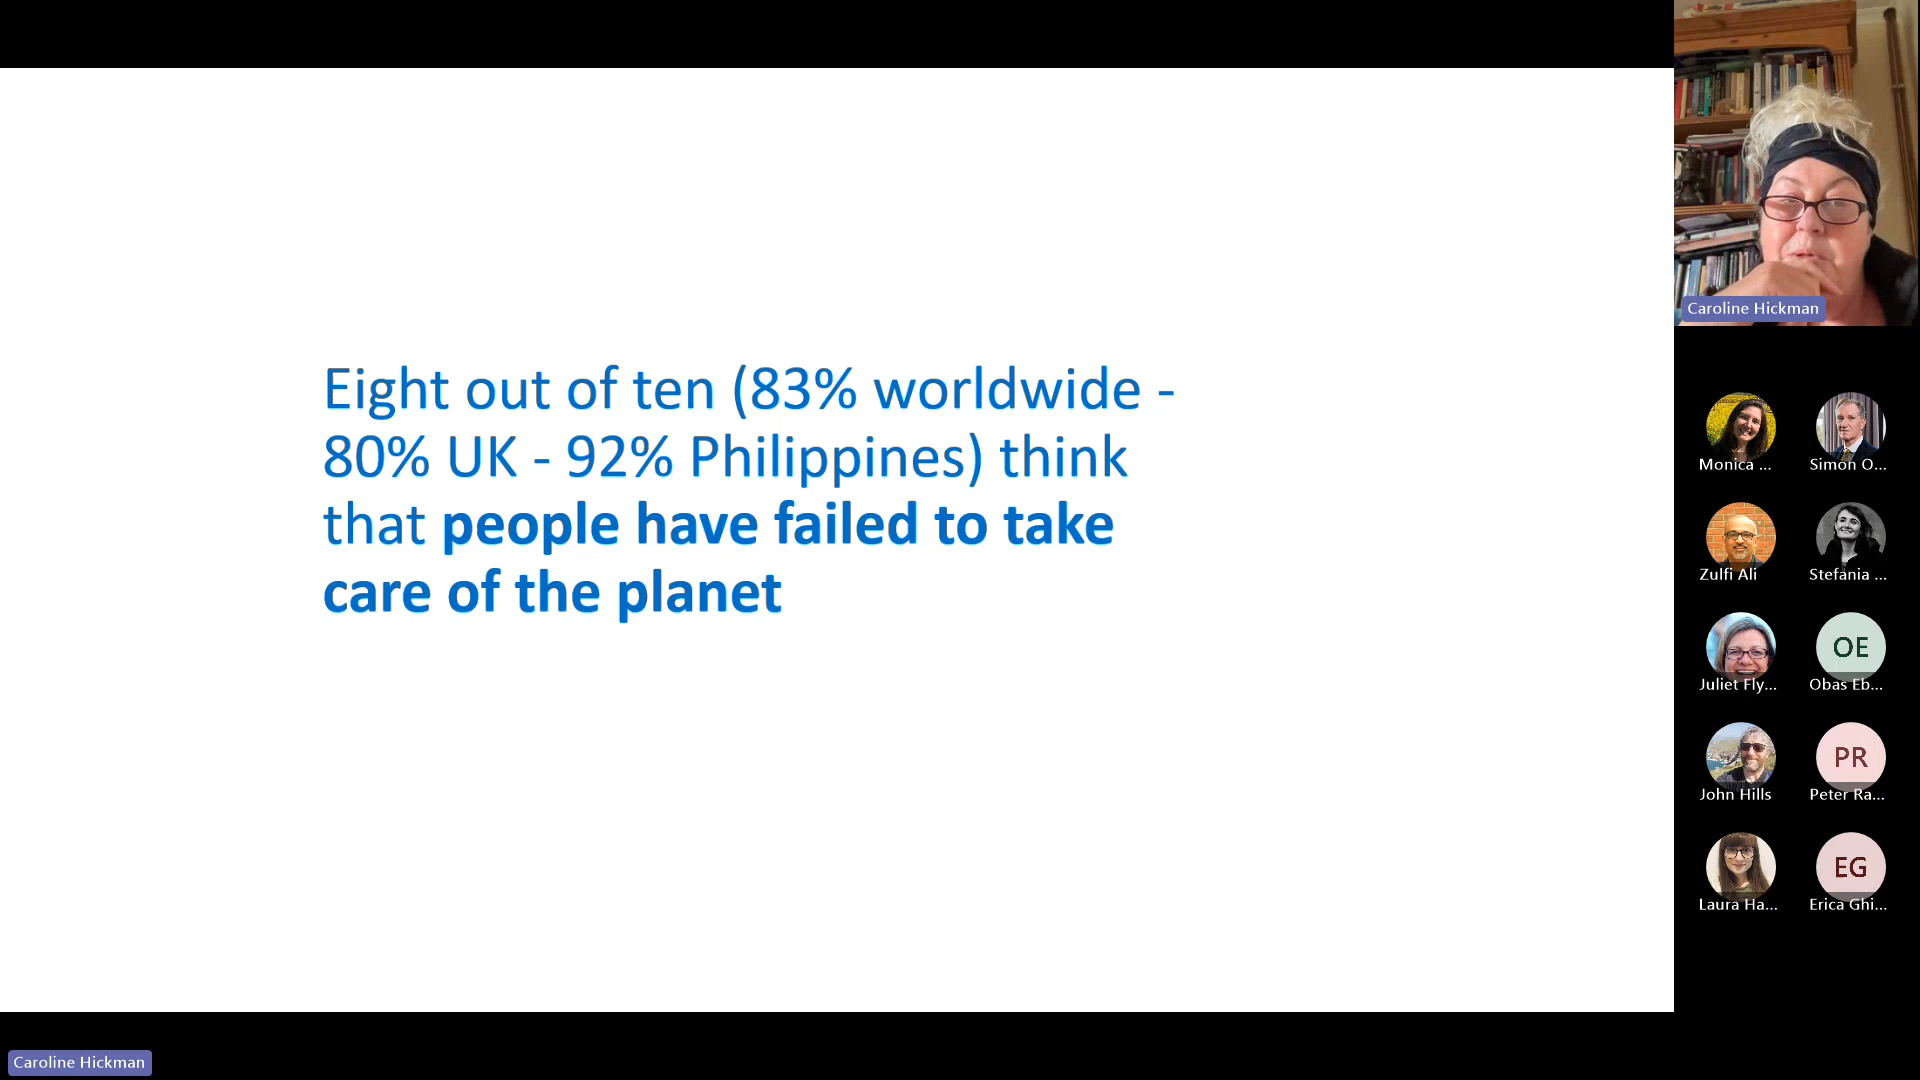 Eight out of ten (83% worldwide -
80% UK - 92% Philippines) think
that people have failed to take
care of the planet
Caroline Hickman
Monica ...
Simon O...
Zulfi Ali
Stefania ...
Juliet Fly...
OE
Obas Eb...
John Hills
PR
Peter Ra...
Laura Ha...
EG
Erica Ghi...
Caroline Hickman